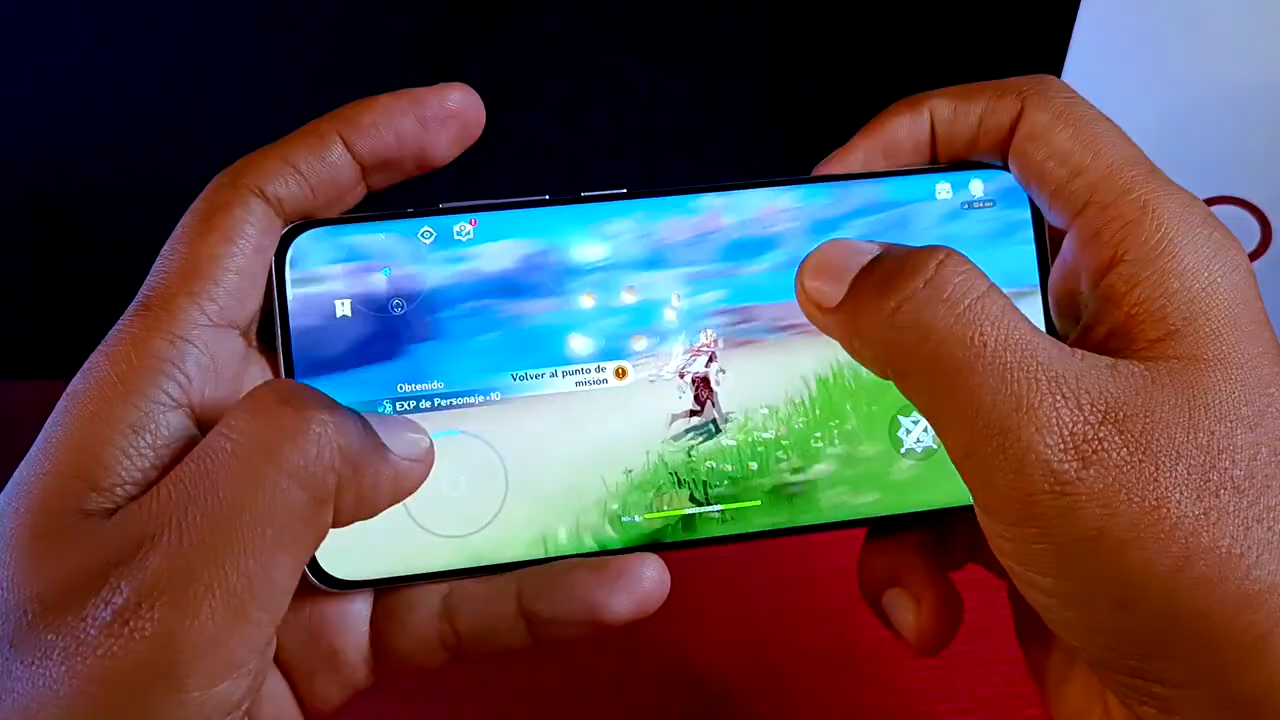 Obtenido
EXP de Personaje ×10
Volver al punto de
misión